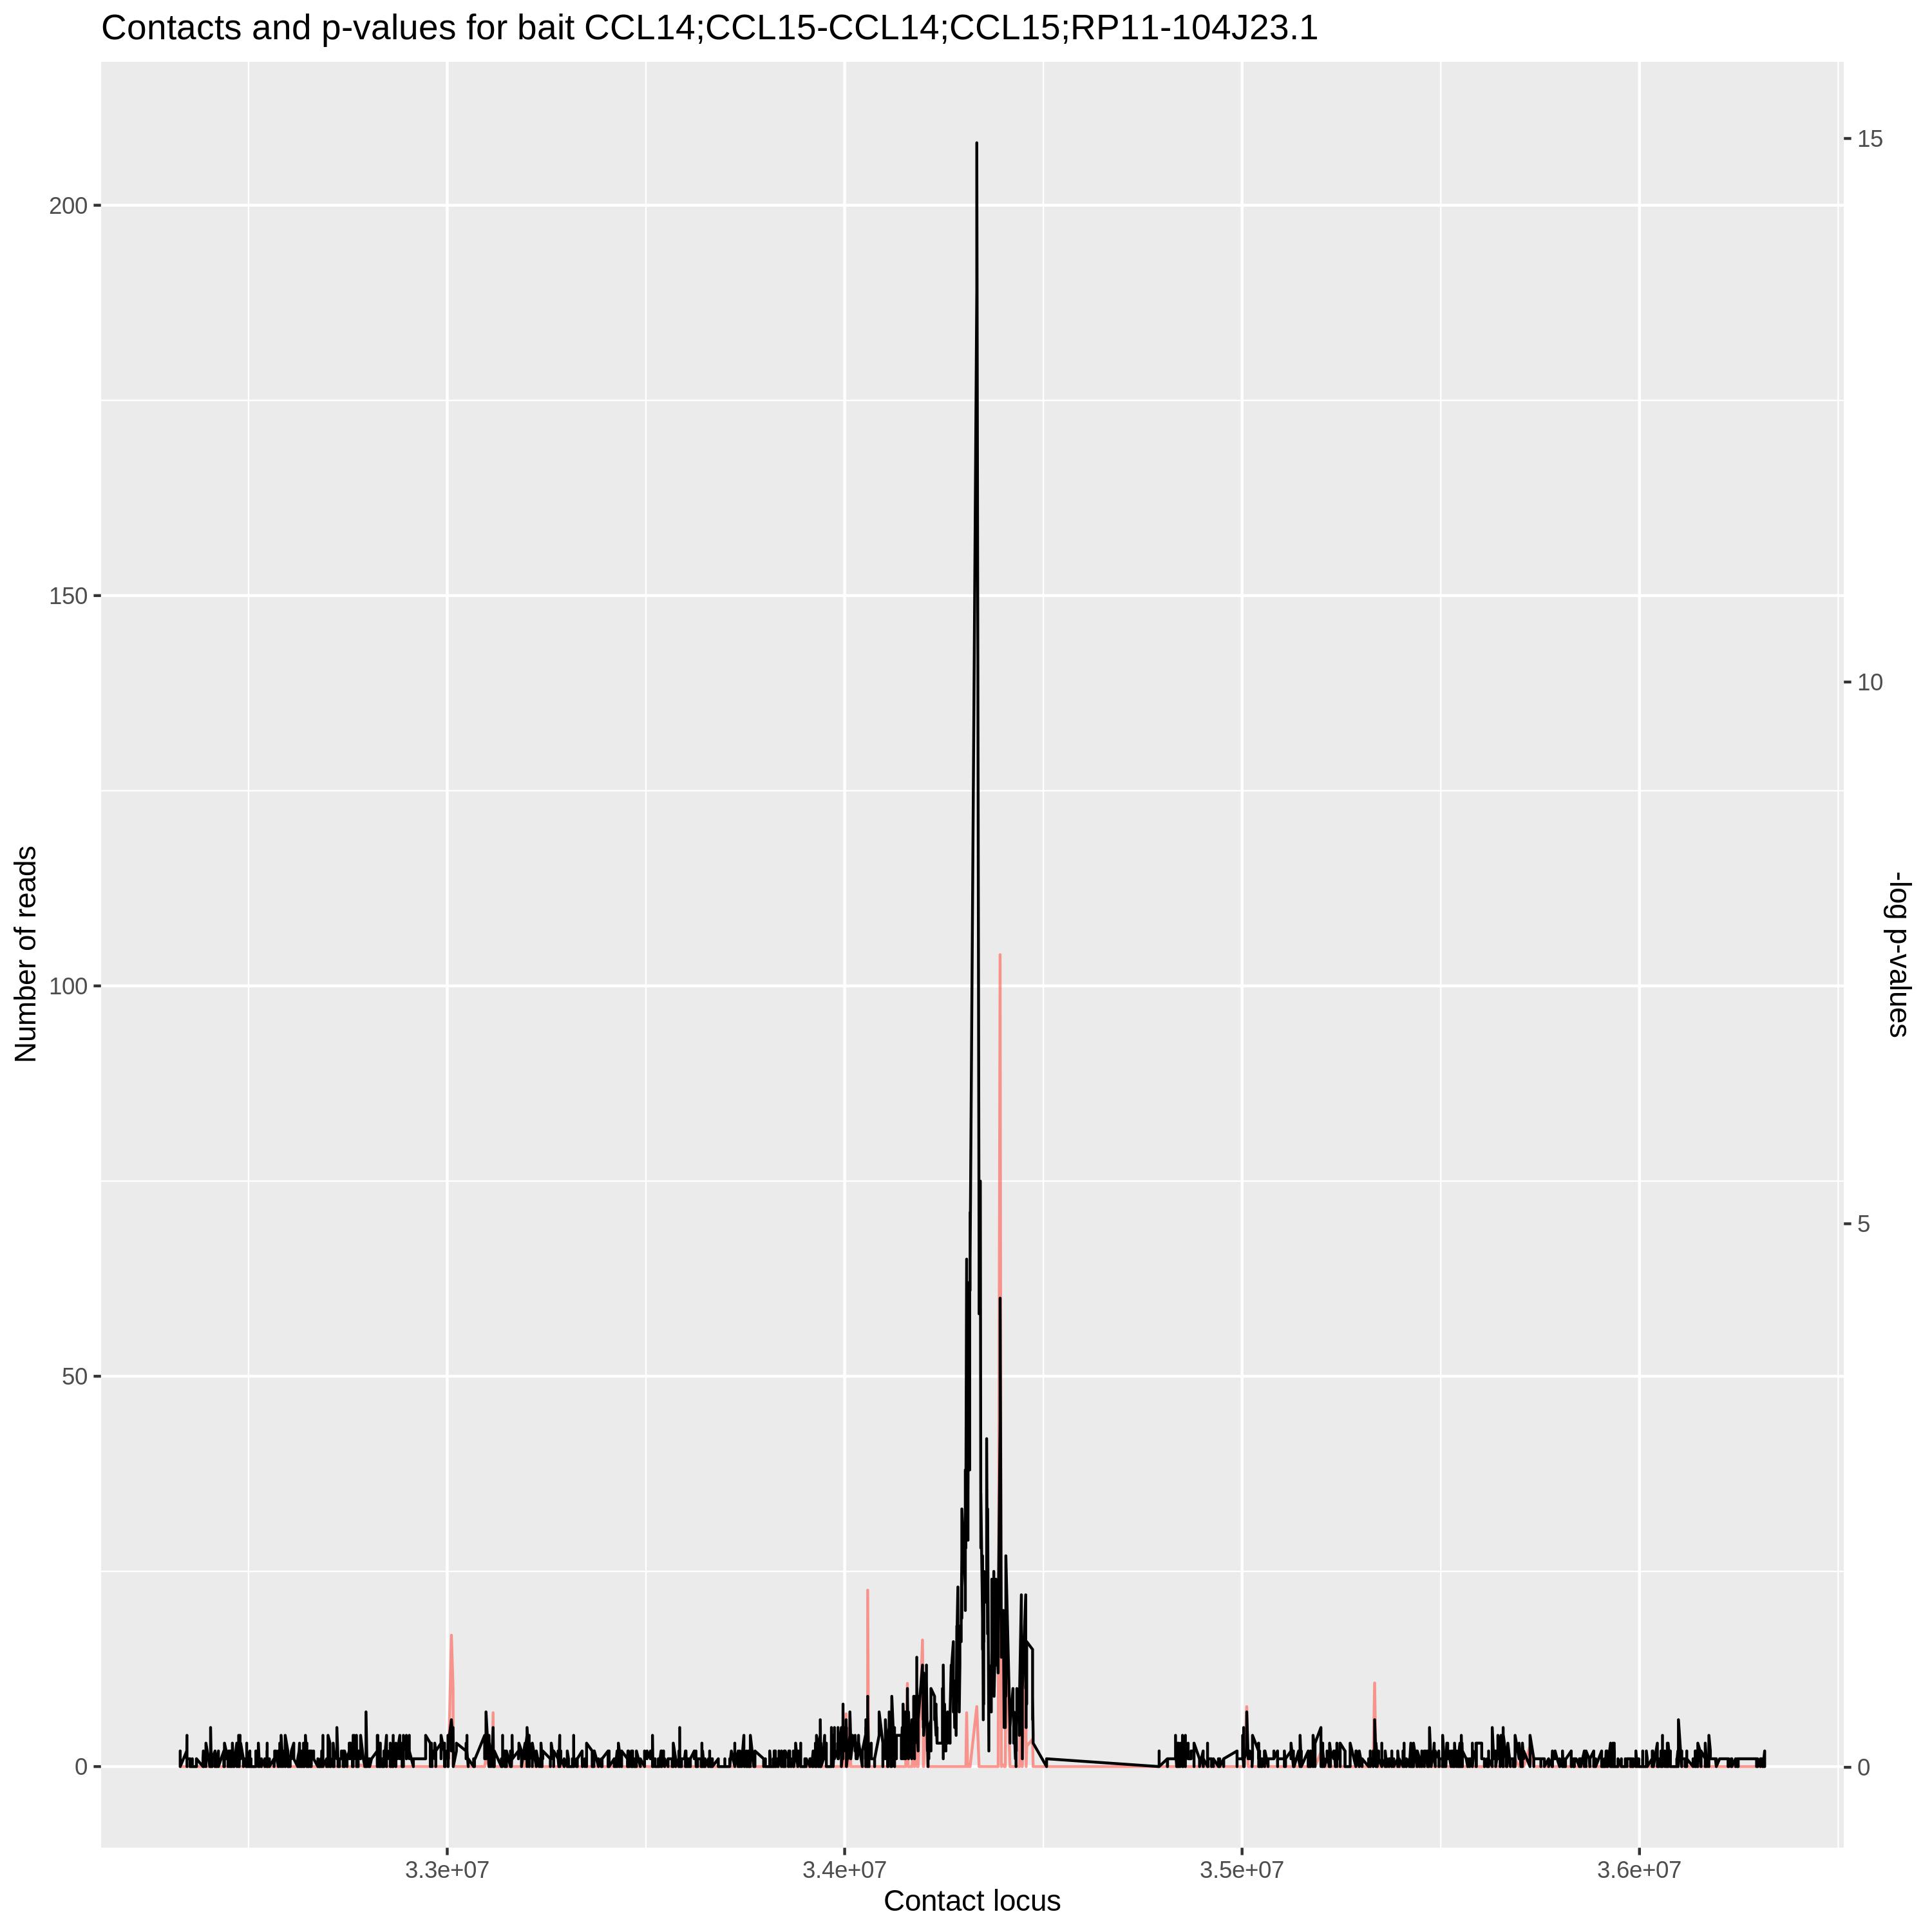 Contacts and p-values for bait CCL14;CCL15-CCL14;CCL15;RP11-104J23.1
Number of reads
200
150
100
50
0
15
10
5
0
-log p-values
3.3e+07
3.4e+07
3.5e+07
3.6e+07
Contact locus